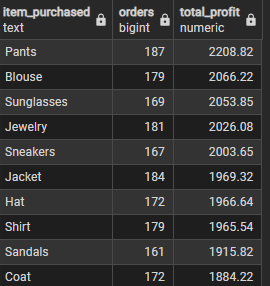 item_purchased orders total_profit
text bigint numeric
Pants 187 2208.82
Blouse 179 2066.22
Sunglasses 169 2053.85
Jewelry 181 2026.08
Sneakers 167 2003.65
Jacket 184 1969.32
Hat 172 1966.64
Shirt 179 1965.54
Sandals 161 1915.82
Coat 172 1884.22